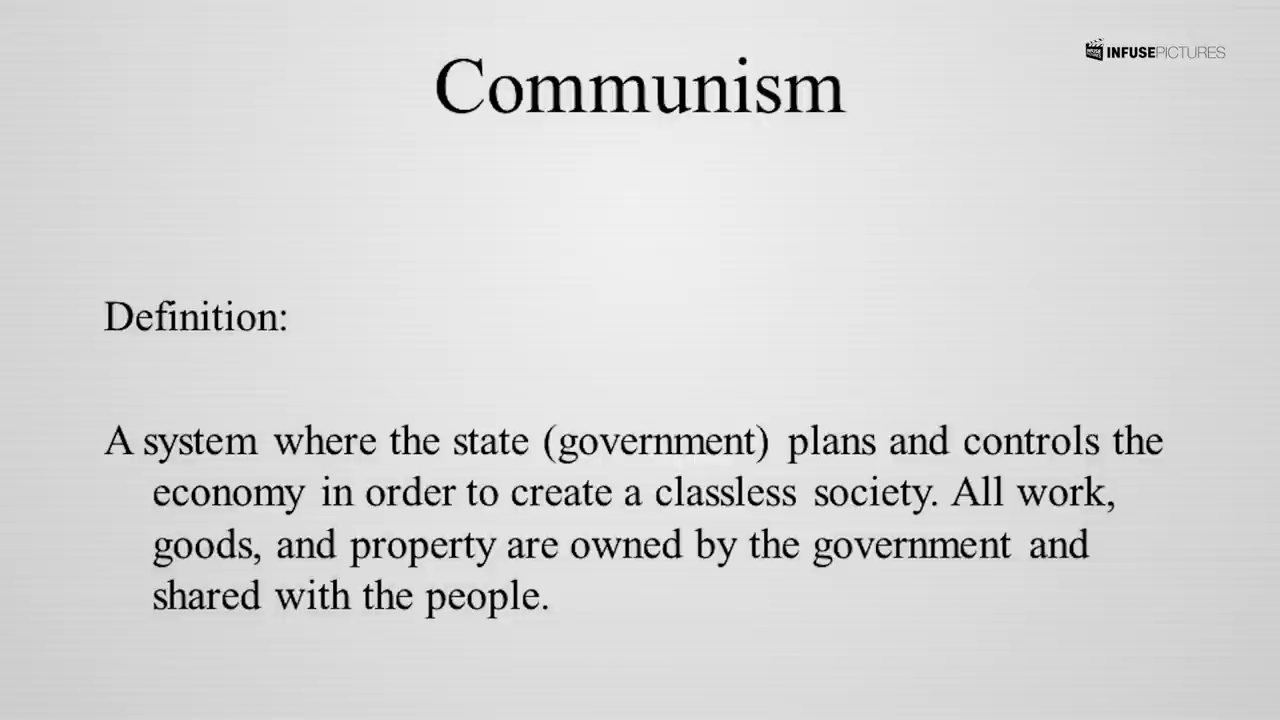 INFUSEPICTURES
Communism
Definition:
A system where the state (government) plans and controls the
economy in order to create a classless society. All work,
goods, and property are owned by the government and
shared with the people.